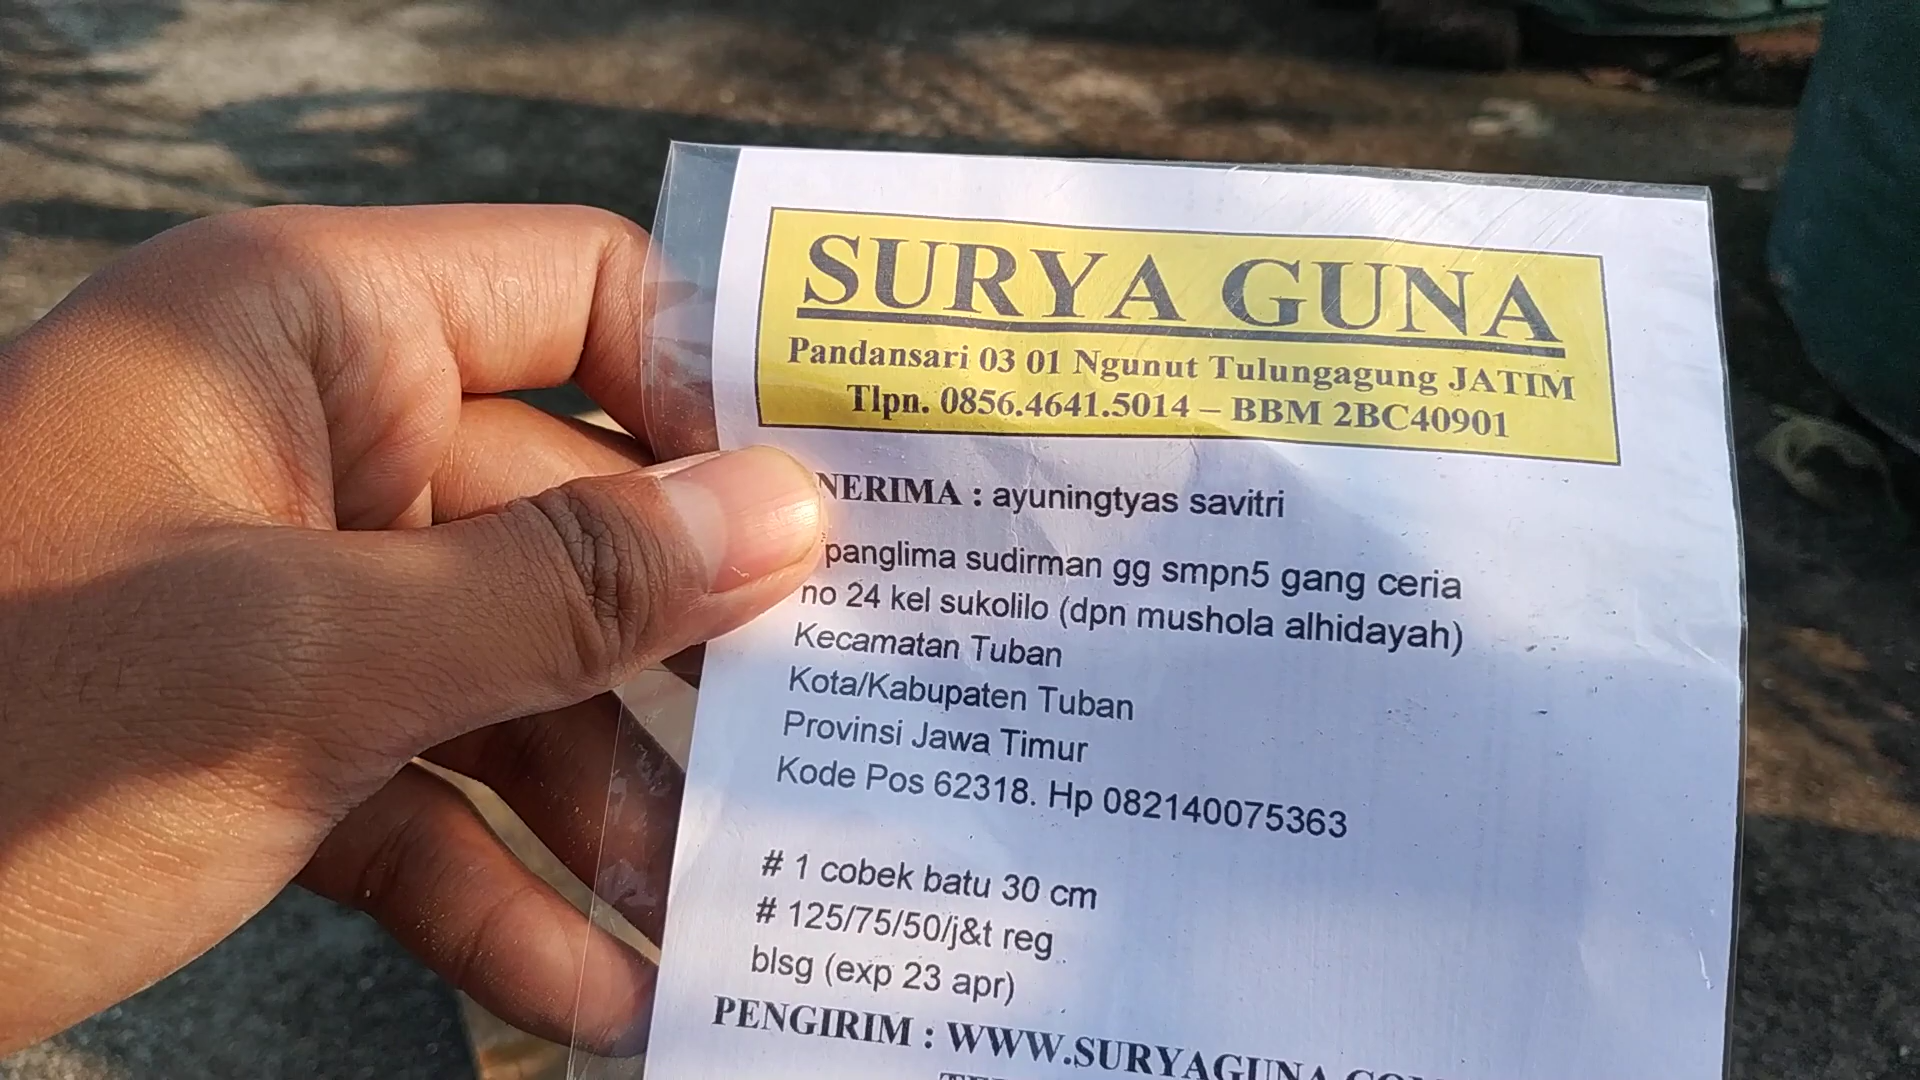 SURYA GUNA
Pandansari 03 01 Ngunut Tulungagung JATIM
Tlpn. 0856.4641.5014 – BBM 2BC40901
NERIMA : ayuningtyas savitri
panglima sudirman gg smpn5 gang ceria
no 24 kel sukolilo (dpn mushola alhidayah)
Kecamatan Tuban
Kota/Kabupaten Tuban
Provinsi Jawa Timur
Kode Pos 62318. Hp 082140075363
# 1 cobek batu 30 cm
# 125/75/50/j&t reg
blsg (exp 23 apr)
PENGIRIM : WWW.SURYAGUNA.COM